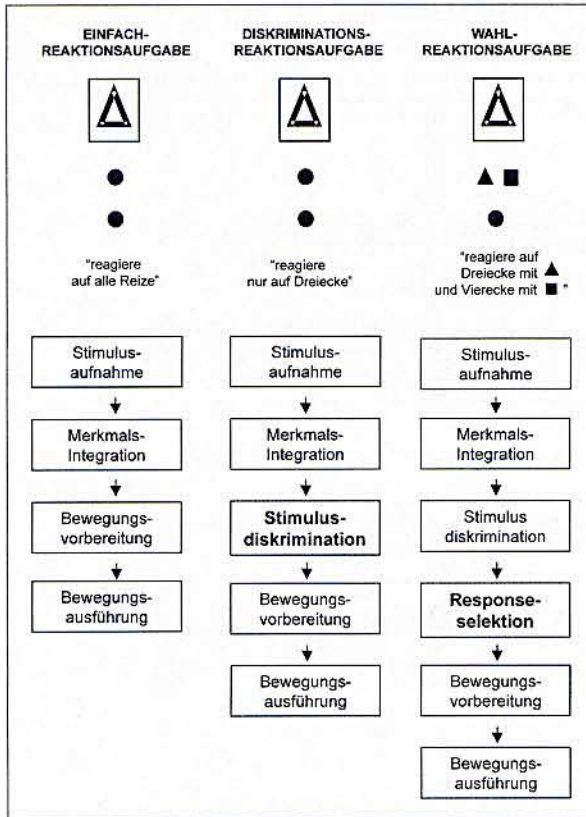 EINFACH-
REAKTIONSAUFGABE
"reagiere
auf alle Reize"
Stimulus-
aufnahme
Merkmals-
Integration
Bewegungs-
vorbereitung
Bewegungs-
ausführung
DISKRIMINATIONS-
REAKTIONSAUFGABE
"reagiere
nur auf Dreiecke"
Stimulus-
aufnahme
Merkmals-
Integration
Stimulus-
diskrimination
Bewegungs-
vorbereitung
Bewegungs-
ausführung
WAHL-
REAKTIONSAUFGABE
"reagiere auf
Dreiecke mit ▲
und Vierecke mit ■ "
Stimulus-
aufnahme
Merkmals-
Integration
Stimulus
diskrimination
Response-
selektion
Bewegungs-
vorbereitung
Bewegungs-
ausführung